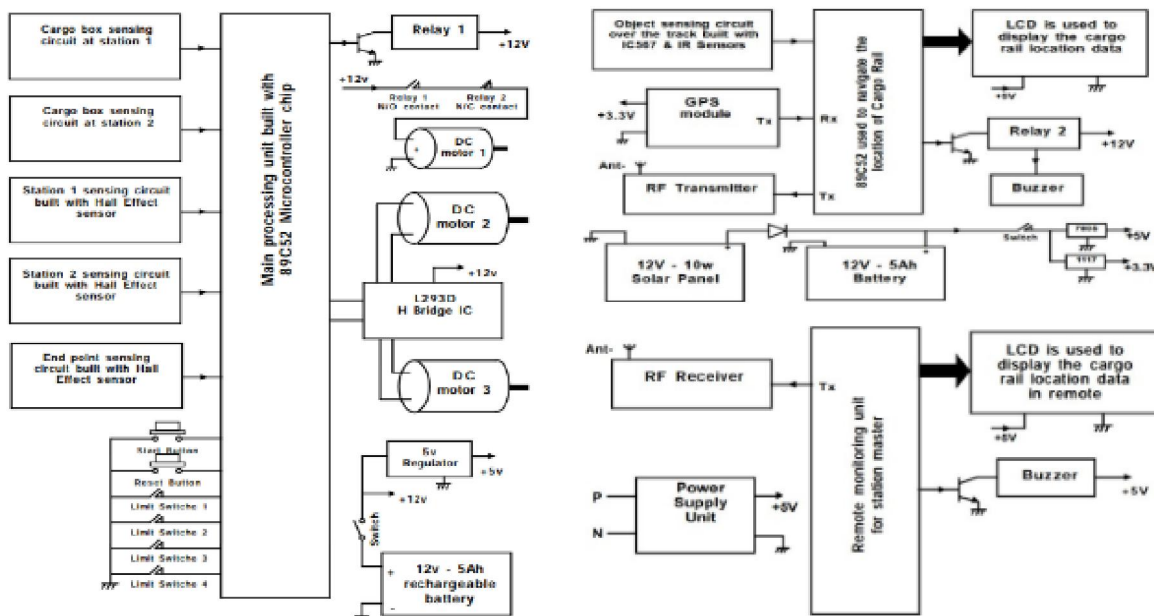 Cargo box sensing
circuit at station 1
Cargo box sensing
circuit at station 2
Station 1 sensing circuit
built with Hall Effect
sensor
Station 2 sensing circuit
built with Hall Effect
sensor
End point sensing
circuit built with Hall
Effect sensor
Start Button
Reset Button
Limit Switche 1
Limit Switche 2
Limit Switche 3
Limit Switche 4
Main processing unit built with
89C52 Microcontroller chip
Relay 1
+12V
+12v
Relay 1
N/O contact
Relay 2
N/C contact
+
DC
motor 1
DC
motor 2
+12v
L293D
H Bridge IC
DC
motor 3
5v
Regulator
+5V
+12v
Switch
+
-
12v - 5Ah
rechargeable
battery
Object sensing circuit
over the track built with
IC567 & IR Sensors
+3.3V
GPS
module
Tx
Ant-
RF Transmitter
89C52 used to navigate the
location of Cargo Rail
Rx
Tx
LCD is used to
display the cargo
rail location data
+5V
Relay 2
+12V
Buzzer
+
12V - 10w
Solar Panel
+
12V - 5Ah
Battery
Switch
7805
+5V
1117
+3.3V
Ant-
RF Receiver
Tx
Remote monitoring unit
for station master
LCD is used to
display the cargo
rail location data
in remote
+5V
Buzzer
+5V
P
N
Power
Supply
Unit
+5V